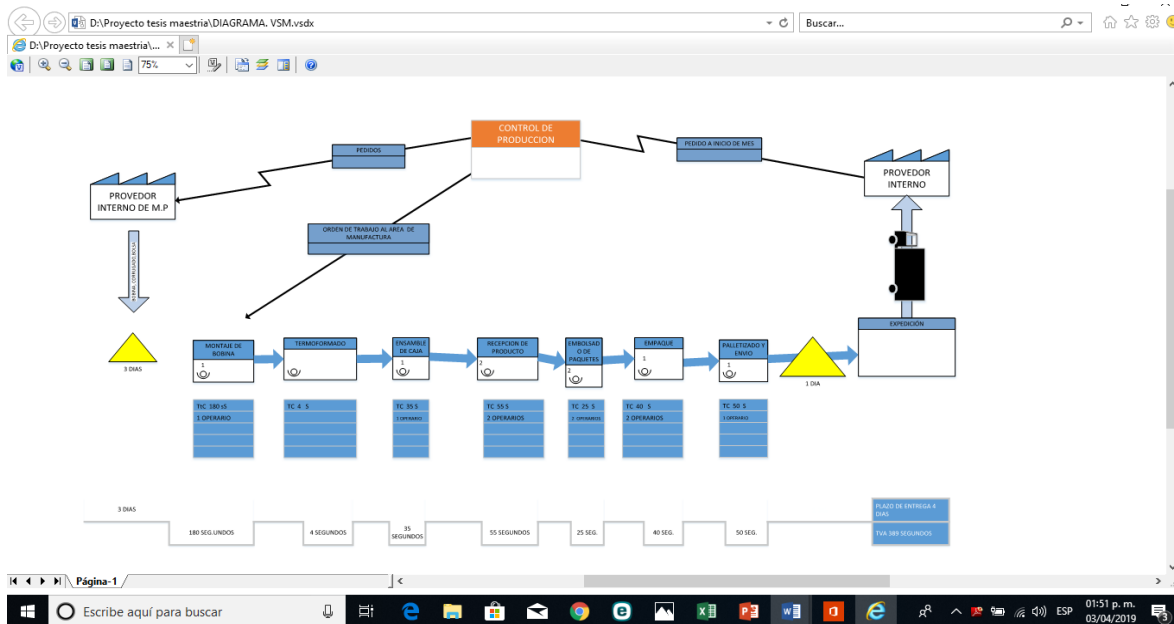 D:\Proyecto tesis maestria\DIAGRAMA. VSM.vsdx
Buscar...
D:\Proyecto tesis maestria\...
75%
CONTROL DE
PRODUCCION
PEDIDOS
PEDIDO A INICIO DE MES
PROVEDOR
INTERNO DE M.P
PROVEDOR
INTERNO
ORDEN DE TRABAJO AL AREA DE
MANUFACTURA
3 DIAS
MONTAJE DE
BOBINA
1
TERMOFORMADO
ENSAMBLE
DE CAJA
1
RECEPCION DE
PRODUCTO
2
EMBOLSAD
O DE
PAQUETES
2
EMPAQUE
1
PALLETIZADO Y
ENVIO
1
1 DIA
EXPEDICIÓN
1 OPERARIO
TC 4 S
TC 35 S
1 OPERARIO
TC 55 S
2 OPERARIOS
TC 25 S
2 OPERARIOS
TC 40 S
2 OPERARIOS
TC 50 S
1 OPERARIO
3 DIAS
180 SEG.UNDOS
4 SEGUNDOS
35
SEGUNDOS
55 SEGUNDOS
25 SEG.
40 SEG.
50 SEG.
PLAZO DE ENTREGA 4
DIAS
TVA 389 SEGUNDOS
Página-1
Escribe aquí para buscar
ESP
01:51 p. m.
03/04/2019
3